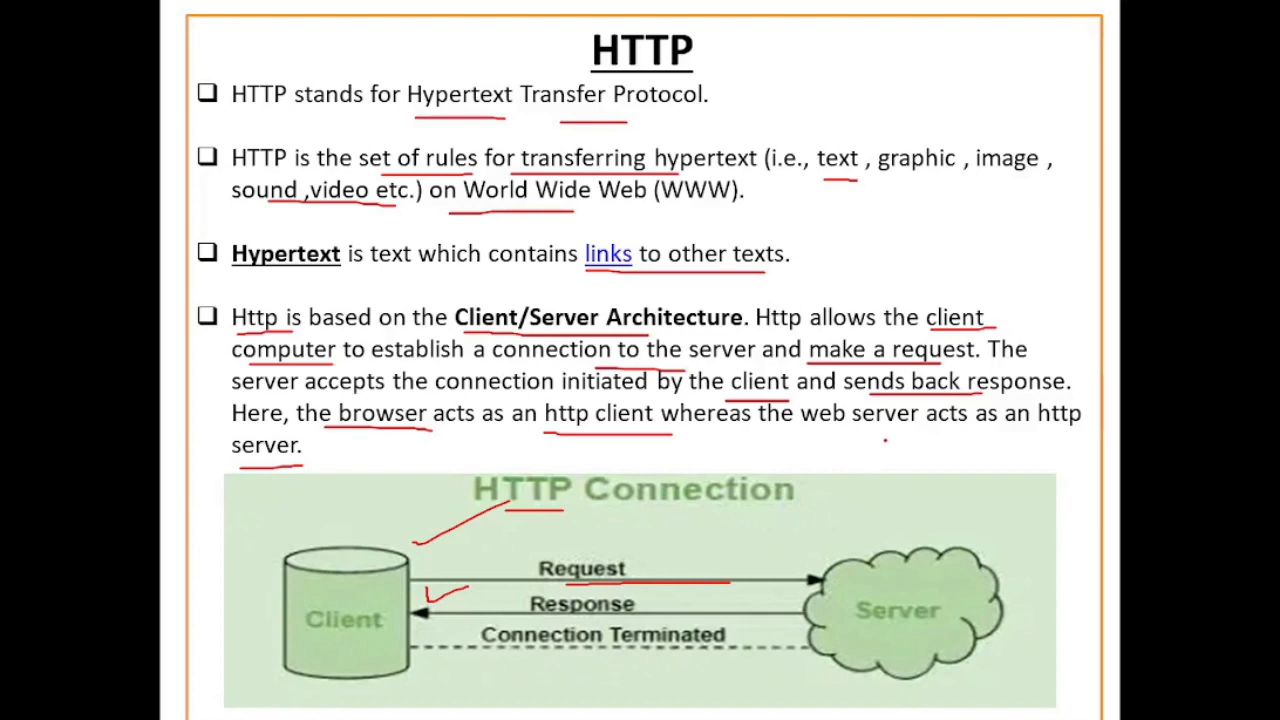 HTTP
HTTP stands for Hypertext Transfer Protocol.
HTTP is the set of rules for transferring hypertext (i.e., text , graphic , image ,
sound ,video etc.) on World Wide Web (WWW).
Hypertext is text which contains links to other texts.
Http is based on the Client/Server Architecture. Http allows the client
computer to establish a connection to the server and make a request. The
server accepts the connection initiated by the client and sends back response.
Here, the browser acts as an http client whereas the web server acts as an http
server.
HTTP Connection
Request
Response
Connection Terminated
Client
Server